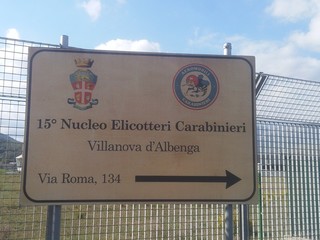 15° Nucleo Elicotteri Carabinieri
Villanova d'Albenga
Via Roma, 134